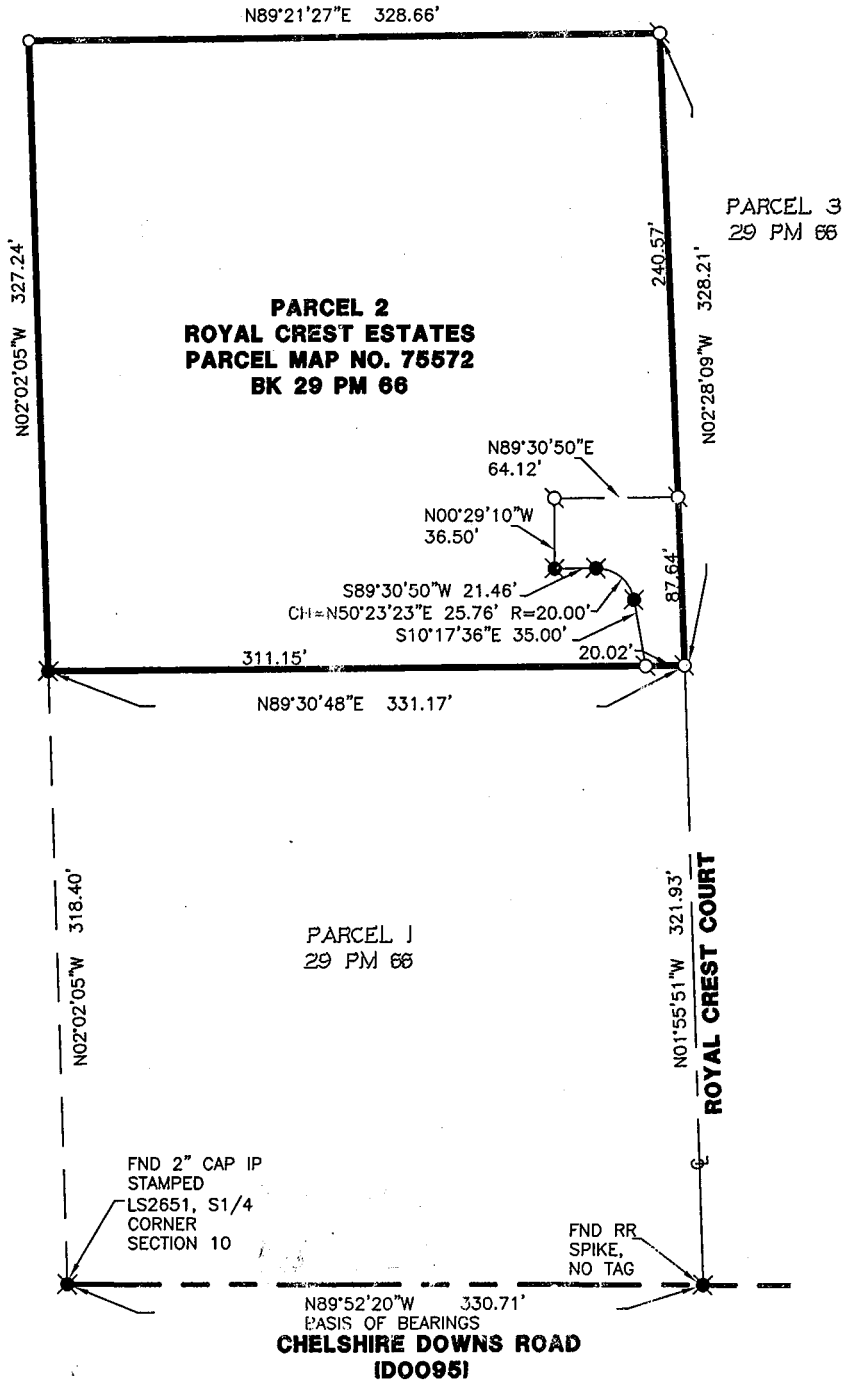 N89°21'27"E 328.66'
PARCEL 3
29 PM 66
240.57'
N02°28'09"W 328.21'
N02°02'05"W 327.24'
PARCEL 2
ROYAL CREST ESTATES
PARCEL MAP NO. 75572
BK 29 PM 66
N89°30'50"E
64.12'
N00°29'10"W
36.50'
S89°30'50"W 21.46'
CH=N50°23'23"E 25.76' R=20.00'
S10°17'36"E 35.00'
87.64'
311.15'
20.02'
N89°30'48"E 331.17'
N02°02'05"W 318.40'
PARCEL 1
29 PM 66
N01°55'51"W 321.93'
ROYAL CREST COURT
FND 2" CAP IP
STAMPED
LS2651, S1/4
CORNER
SECTION 10
FND RR
SPIKE,
NO TAG
N89°52'20"W 330.71'
BASIS OF BEARINGS
CHELSHIRE DOWNS ROAD
(D0095)